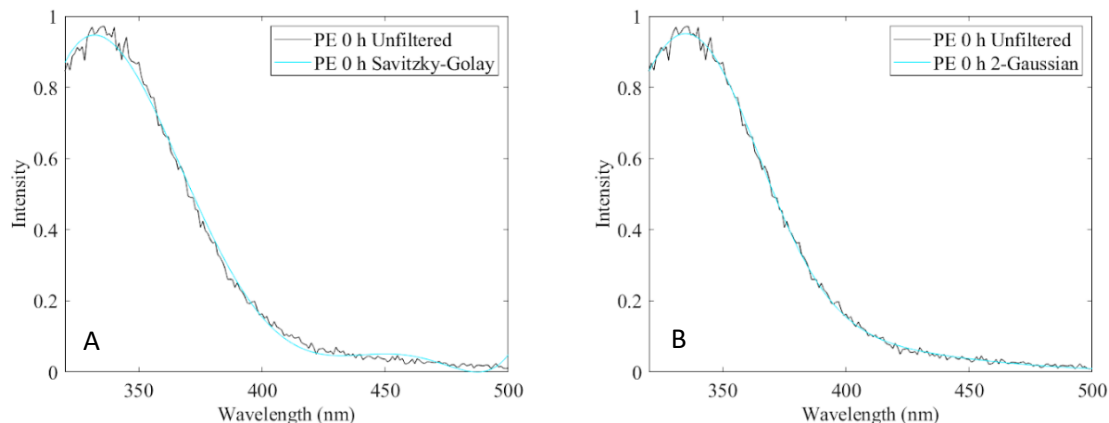 1
0.8
0.6
0.4
0.2
0
Intensity
350
400
450
500
Wavelength (nm)
PE 0 h Unfiltered
PE 0 h Savitzky-Golay
A
1
0.8
0.6
0.4
0.2
0
Intensity
350
400
450
500
Wavelength (nm)
PE 0 h Unfiltered
PE 0 h 2-Gaussian
B